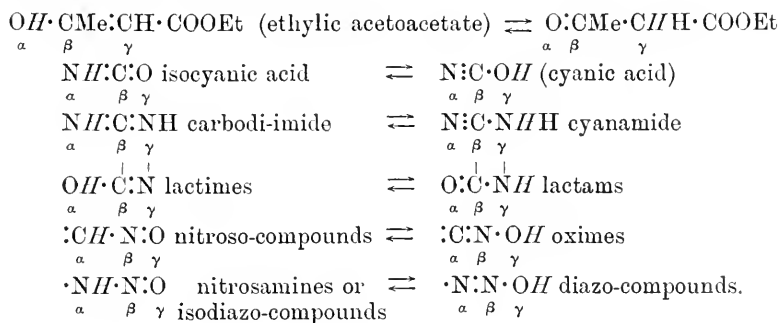 OH·CMe:CH·COOEt (ethylic acetoacetate) ⇌ O:CMe·CHH·COOEt
α β γ α β γ
NH:C:O isocyanic acid ⇌ N⋮C·OH (cyanic acid)
α β γ α β γ
NH:C:NH carbodi-imide ⇌ N⋮C·NHH cyanamide
α β γ α β γ
OH·C:N lactimes ⇌ O:C·NH lactams
α β γ α β γ
:CH·N:O nitroso-compounds ⇌ :C:N·OH oximes
α β γ α β γ
·NH·N:O nitrosamines or ⇌ ·N:N·OH diazo-compounds.
α β γ isodiazo-compounds α β γ